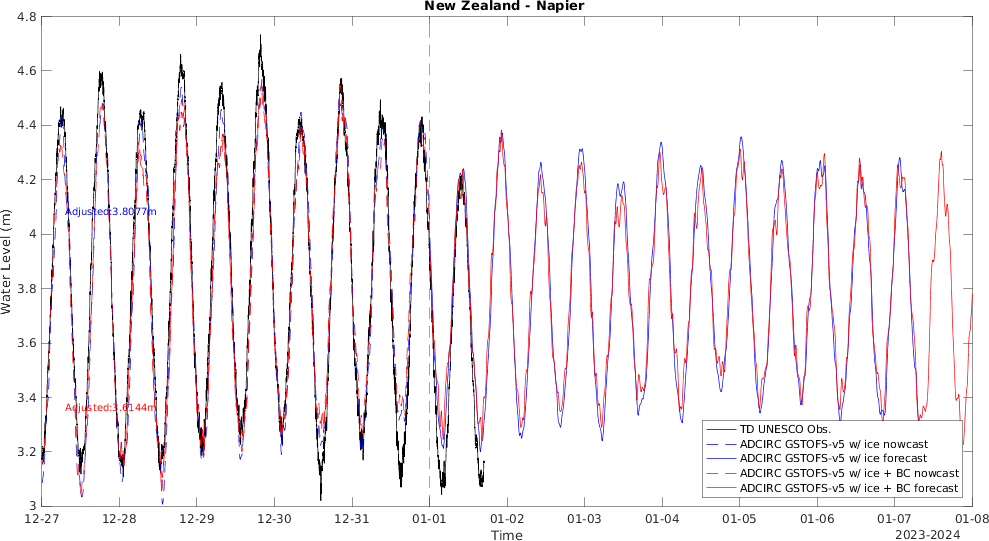 New Zealand - Napier
4.8
4.6
4.4
4.2
4
3.8
3.6
3.4
3.2
3
Water Level (m)
Adjusted:3.8077m
Adjusted:3.6144m
TD UNESCO Obs.
ADCIRC GSTOFS-v5 w/ ice nowcast
ADCIRC GSTOFS-v5 w/ ice forecast
ADCIRC GSTOFS-v5 w/ ice + BC nowcast
ADCIRC GSTOFS-v5 w/ ice + BC forecast
12-27 12-28 12-29 12-30 12-31 01-01 01-02 01-03 01-04 01-05 01-06 01-07 01-08
Time
2023-2024